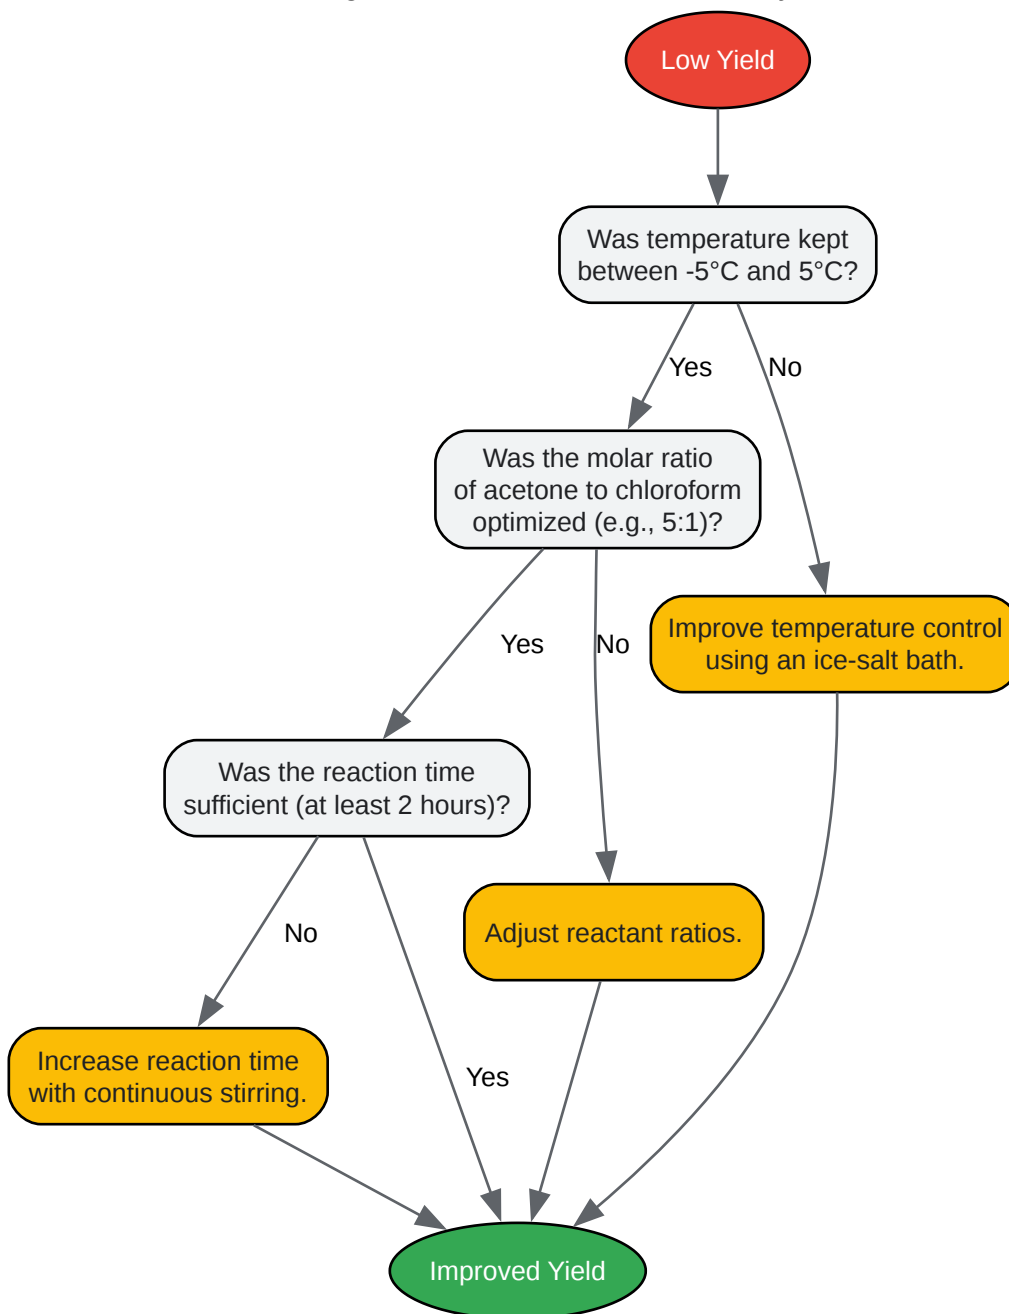 Low Yield
Was temperature kept
between -5°C and 5°C?
Yes
No
Was the molar ratio
of acetone to chloroform
optimized (e.g., 5:1)?
Improve temperature control
using an ice-salt bath.
Yes
No
Was the reaction time
sufficient (at least 2 hours)?
No
Adjust reactant ratios.
Increase reaction time
with continuous stirring.
Yes
Improved Yield